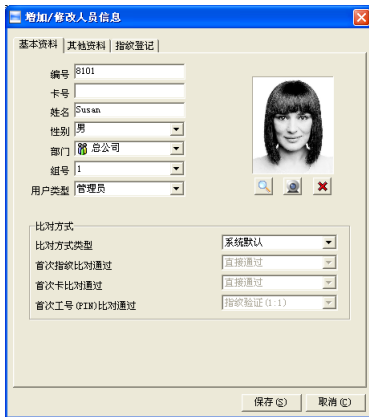 增加/修改人员信息
基本资料 其他资料 指纹登记
编号 8101
卡号
姓名 Susan
性别 男
部门 总公司
组号 1
用户类型 管理员
比对方式
比对方式类型 系统默认
首次指纹比对通过 直接通过
首次卡比对通过 直接通过
首次工号(PIN)比对通过 指纹验证(1:1)
保存(S) 取消(C)